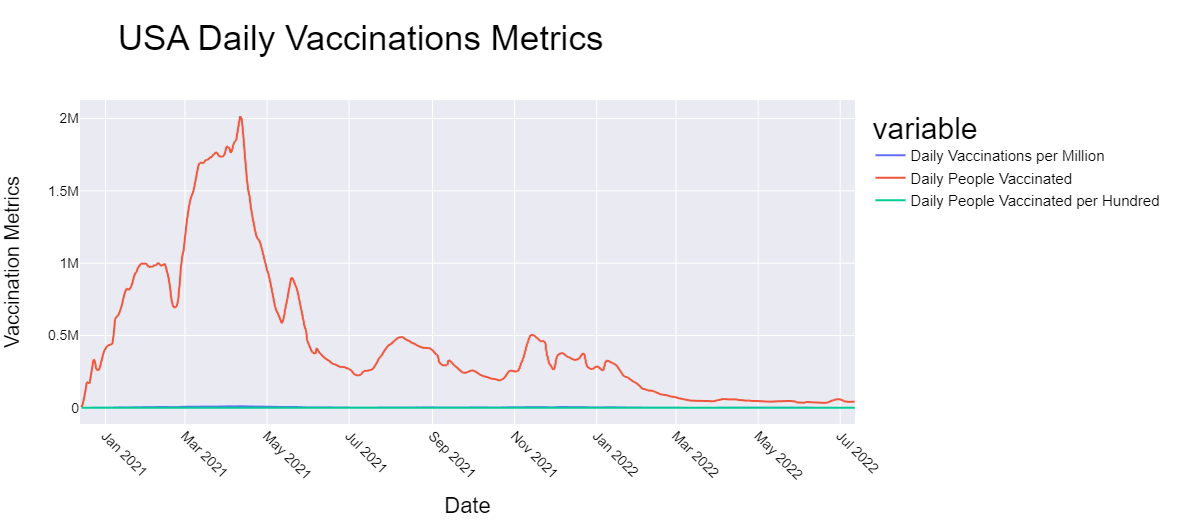 USA Daily Vaccinations Metrics
2M
1.5M
1M
0.5M
0
Vaccination Metrics
Jan 2021
Mar 2021
May 2021
Jul 2021
Sep 2021
Nov 2021
Jan 2022
Mar 2022
May 2022
Jul 2022
Date
variable
Daily Vaccinations per Million
Daily People Vaccinated
Daily People Vaccinated per Hundred